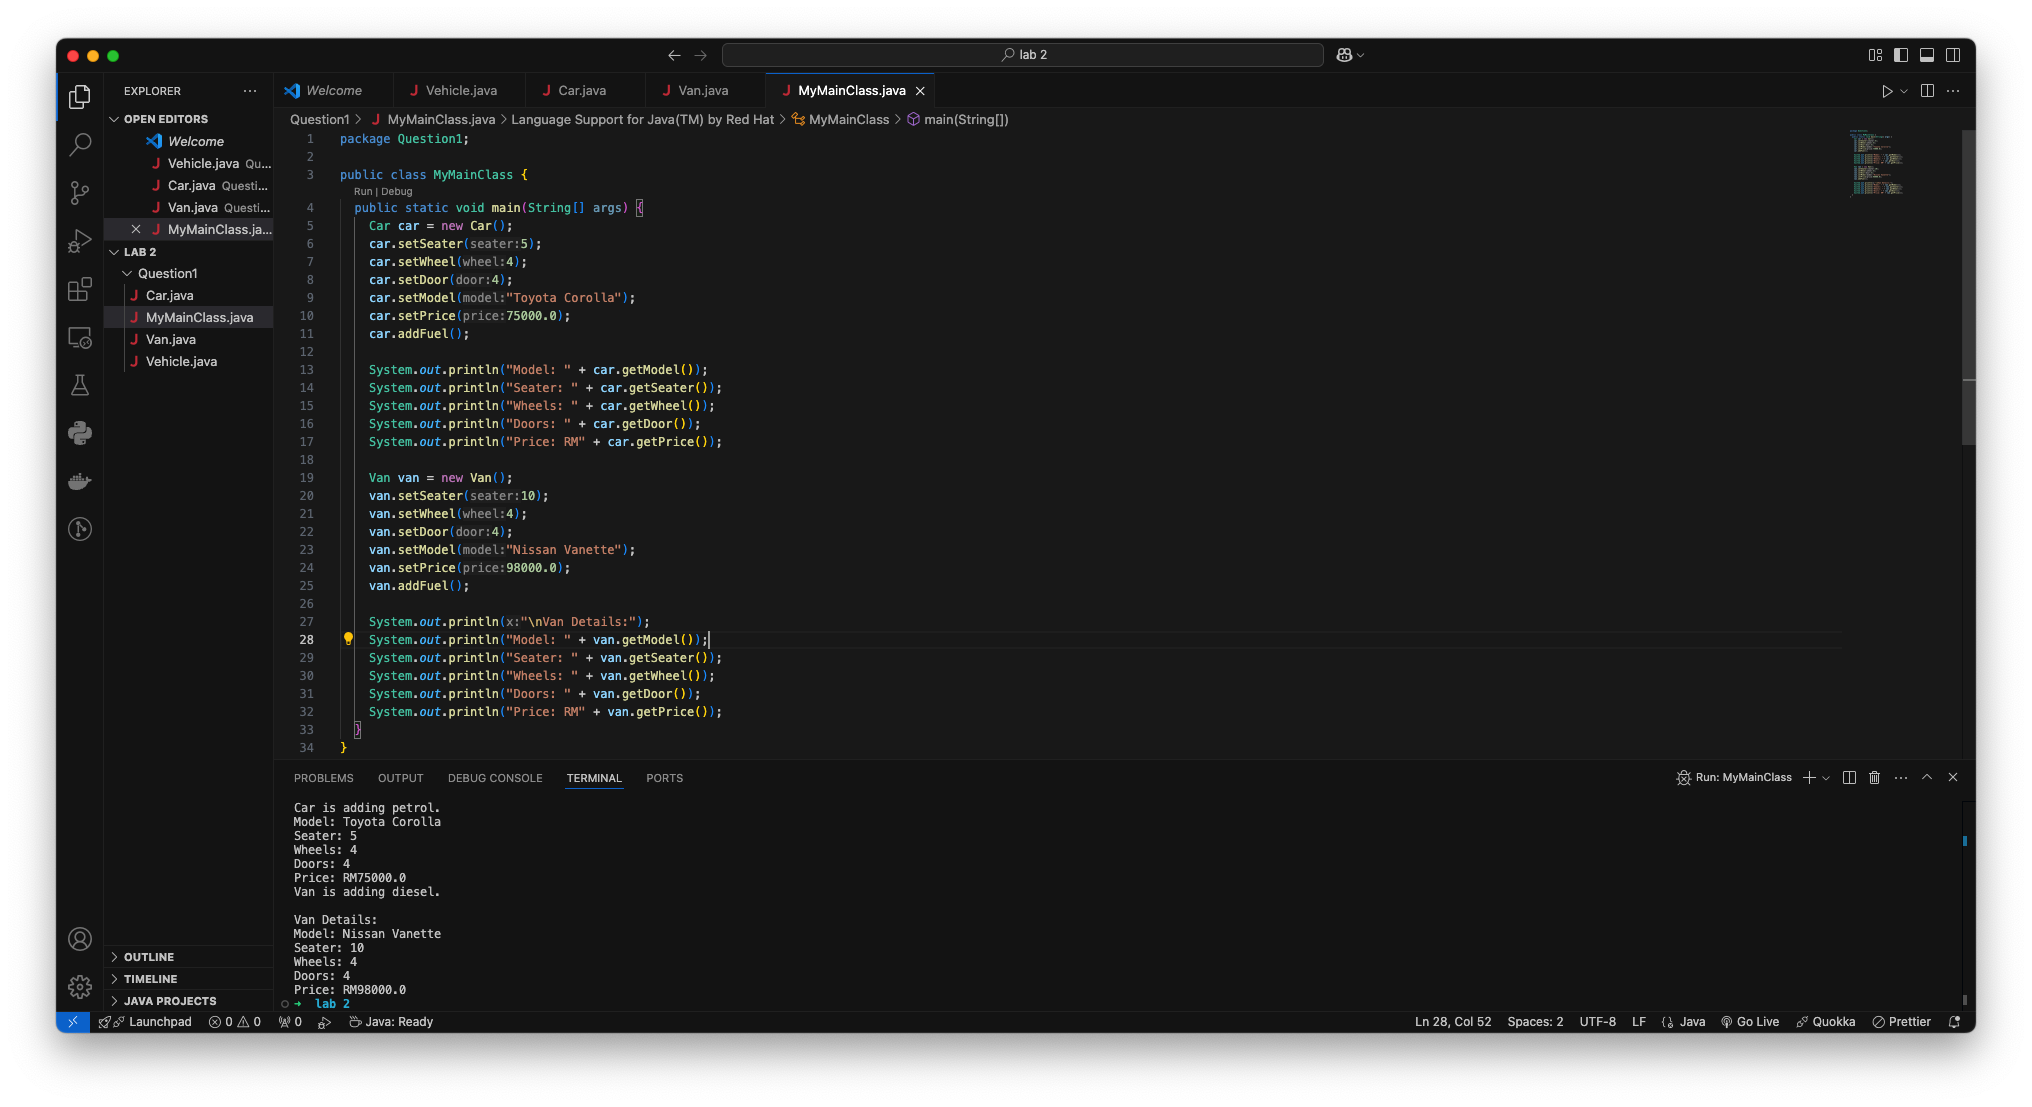 lab 2
EXPLORER
OPEN EDITORS
Welcome
Vehicle.java Qu...
Car.java Questi...
Van.java Questi...
MyMainClass.ja...
LAB 2
Question1
Car.java
MyMainClass.java
Van.java
Vehicle.java
OUTLINE
TIMELINE
JAVA PROJECTS
Welcome Vehicle.java Car.java Van.java MyMainClass.java
Question1 > MyMainClass.java > Language Support for Java(TM) by Red Hat > MyMainClass > main(String[])
1 package Question1;
2
3 public class MyMainClass {
Run | Debug
4 public static void main(String[] args) {
5 Car car = new Car();
6 car.setSeater(seater:5);
7 car.setWheel(wheel:4);
8 car.setDoor(door:4);
9 car.setModel(model:"Toyota Corolla");
10 car.setPrice(price:75000.0);
11 car.addFuel();
12
13 System.out.println("Model: " + car.getModel());
14 System.out.println("Seater: " + car.getSeater());
15 System.out.println("Wheels: " + car.getWheel());
16 System.out.println("Doors: " + car.getDoor());
17 System.out.println("Price: RM" + car.getPrice());
18
19 Van van = new Van();
20 van.setSeater(seater:10);
21 van.setWheel(wheel:4);
22 van.setDoor(door:4);
23 van.setModel(model:"Nissan Vanette");
24 van.setPrice(price:98000.0);
25 van.addFuel();
26
27 System.out.println(x:"\nVan Details:");
28 System.out.println("Model: " + van.getModel());
29 System.out.println("Seater: " + van.getSeater());
30 System.out.println("Wheels: " + van.getWheel());
31 System.out.println("Doors: " + van.getDoor());
32 System.out.println("Price: RM" + van.getPrice());
33 }
34 }
PROBLEMS OUTPUT DEBUG CONSOLE TERMINAL PORTS
Run: MyMainClass
Car is adding petrol.
Model: Toyota Corolla
Seater: 5
Wheels: 4
Doors: 4
Price: RM75000.0
Van is adding diesel.
Van Details:
Model: Nissan Vanette
Seater: 10
Wheels: 4
Doors: 4
Price: RM98000.0
→ lab 2
Launchpad 0 0 0 Java: Ready
Ln 28, Col 52 Spaces: 2 UTF-8 LF {} Java Go Live Quokka Prettier